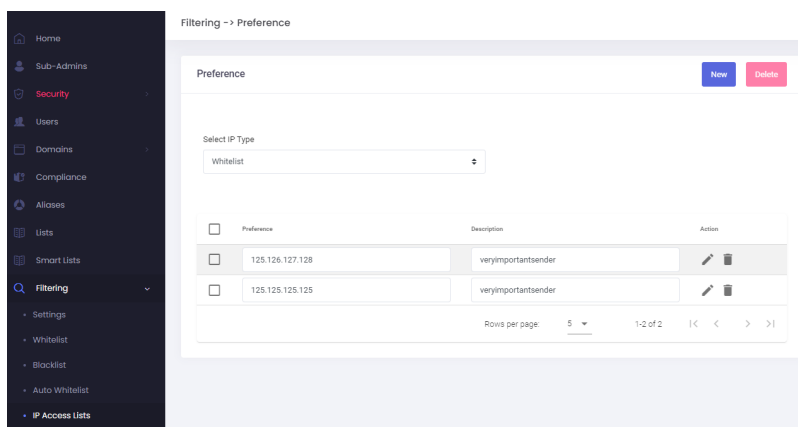 Filtering -> Preference
Home
Sub-Admins
Security
Users
Domains
Compliance
Aliases
Lists
Smart Lists
Filtering
Settings
Whitelist
Blacklist
Auto Whitelist
IP Access Lists
Preference New Delete
Select IP Type
Whitelist
Preference Description Action
125.126.127.128 veryimportantsender
125.125.125.125 veryimportantsender
Rows per page: 5 1-2 of 2